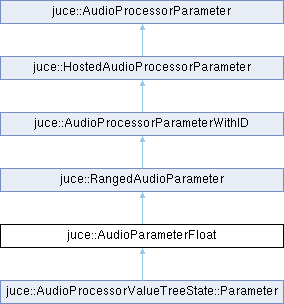 juce::AudioProcessorParameter
juce::HostedAudioProcessorParameter
juce::AudioProcessorParameterWithID
juce::RangedAudioParameter
juce::AudioParameterFloat
juce::AudioProcessorValueTreeState::Parameter